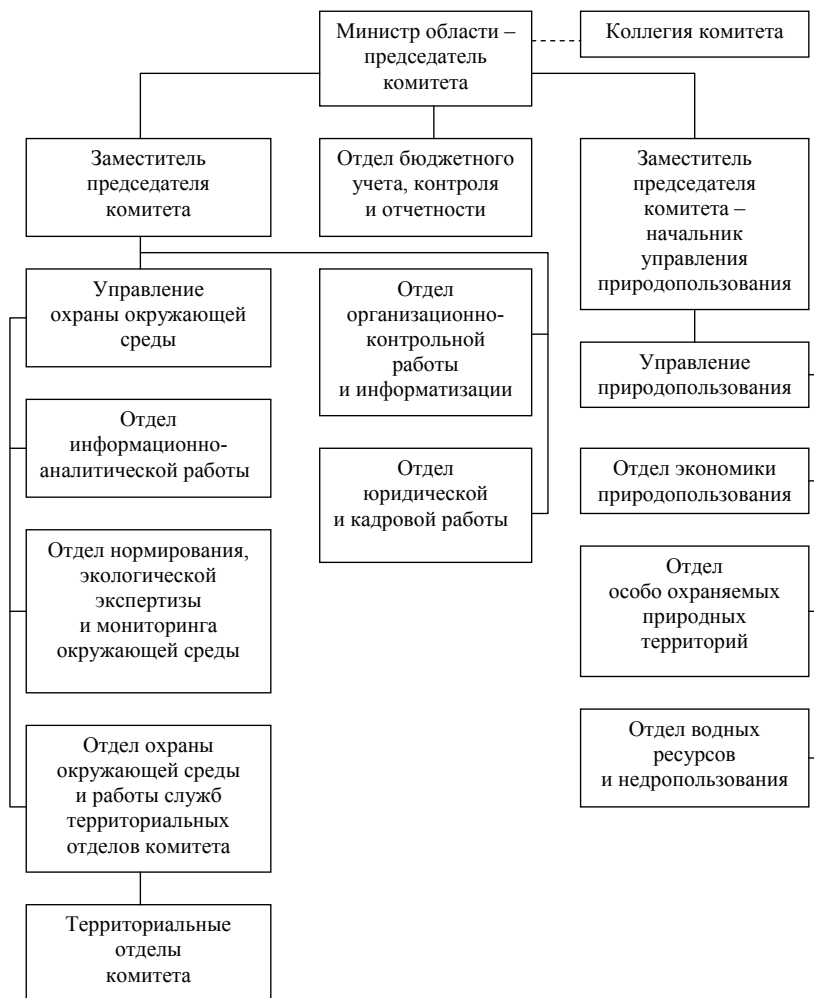 Министр области –
председатель
комитета
Коллегия комитета
Заместитель
председателя
комитета
Отдел бюджетного
учета, контроля
и отчетности
Заместитель
председателя
комитета –
начальник
управления
природопользования
Управление
охраны окружающей
среды
Отдел
организационно-
контрольной
работы
и информатизации
Управление
природопользования
Отдел
информационно-
аналитической работы
Отдел
юридической
и кадровой работы
Отдел экономики
природопользования
Отдел нормирования,
экологической
экспертизы
и мониторинга
окружающей среды
Отдел
особо охраняемых
природных
территорий
Отдел охраны
окружающей среды
и работы служб
территориальных
отделов комитета
Отдел водных
ресурсов
и недропользования
Территориальные
отделы
комитета